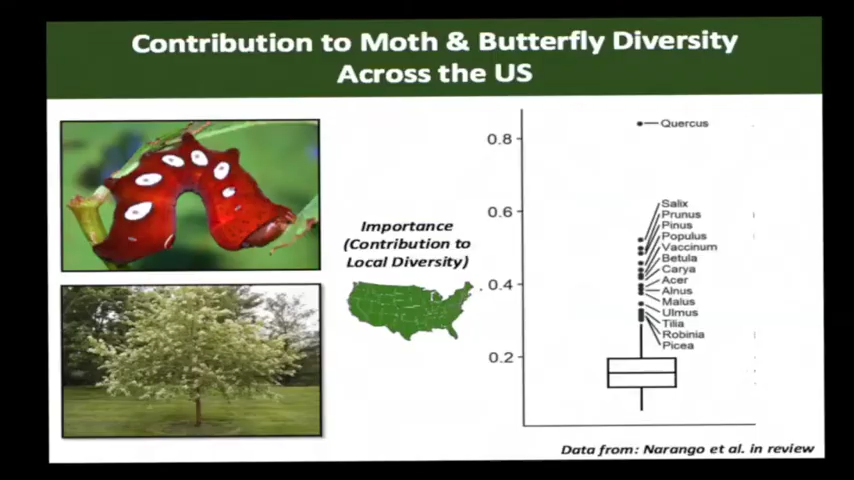 Contribution to Moth & Butterfly Diversity
Across the US
Importance
(Contribution to
Local Diversity)
0.8
0.6
0.4
0.2
Quercus
Salix
Prunus
Pinus
Populus
Vaccinum
Betula
Carya
Acer
Alnus
Malus
Ulmus
Tilia
Robinia
Picea
Data from: Narango et al. in review